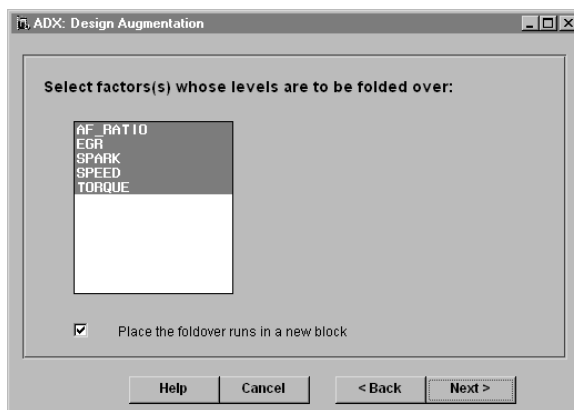 ADX: Design Augmentation
Select factors(s) whose levels are to be folded over:
AF_RATIO
EGR
SPARK
SPEED
TORQUE
Place the foldover runs in a new block
Help Cancel < Back Next >